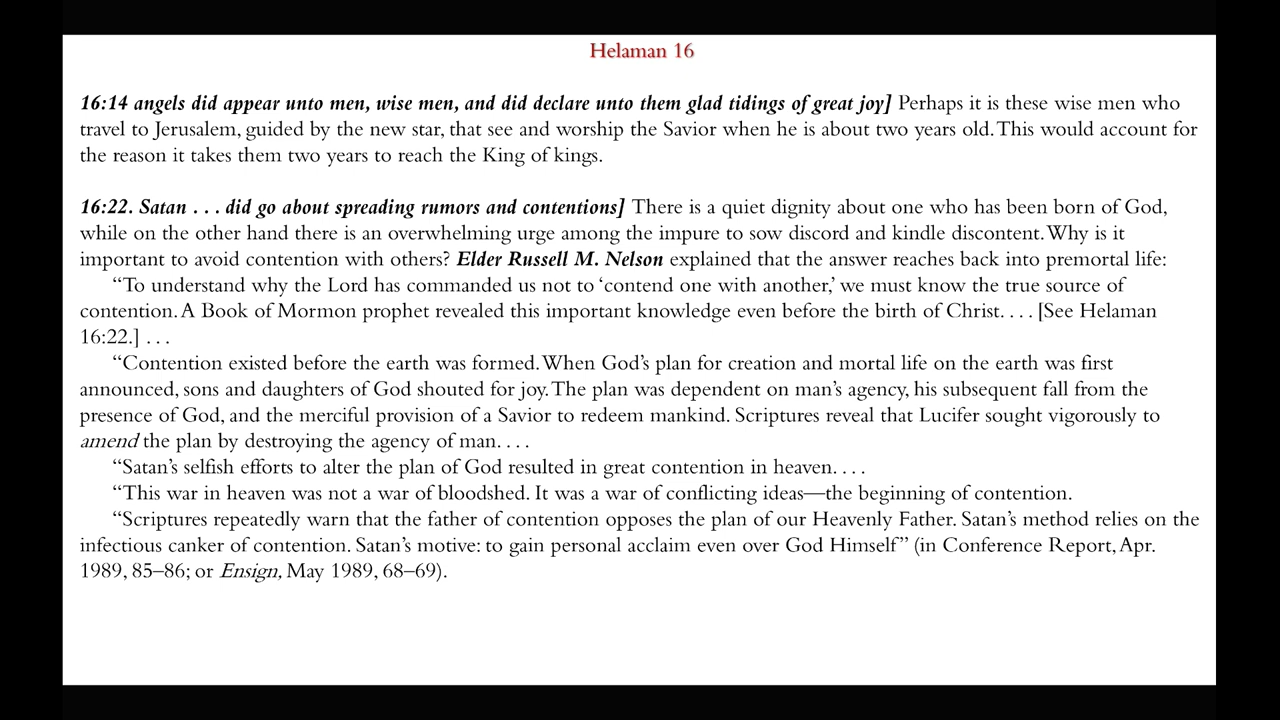 Helaman 16
16:14 angels did appear unto men, wise men, and did declare unto them glad tidings of great joy] Perhaps it is these wise men who
travel to Jerusalem, guided by the new star, that see and worship the Savior when he is about two years old. This would account for
the reason it takes them two years to reach the King of kings.
16:22. Satan . . . did go about spreading rumors and contentions] There is a quiet dignity about one who has been born of God,
while on the other hand there is an overwhelming urge among the impure to sow discord and kindle discontent. Why is it
important to avoid contention with others? Elder Russell M. Nelson explained that the answer reaches back into premortal life:
“To understand why the Lord has commanded us not to ‘contend one with another,’ we must know the true source of
contention. A Book of Mormon prophet revealed this important knowledge even before the birth of Christ. . . . [See Helaman
16:22.] . . .
“Contention existed before the earth was formed. When God’s plan for creation and mortal life on the earth was first
announced, sons and daughters of God shouted for joy. The plan was dependent on man’s agency, his subsequent fall from the
presence of God, and the merciful provision of a Savior to redeem mankind. Scriptures reveal that Lucifer sought vigorously to
amend the plan by destroying the agency of man. . . .
“Satan’s selfish efforts to alter the plan of God resulted in great contention in heaven. . . .
“This war in heaven was not a war of bloodshed. It was a war of conflicting ideas—the beginning of contention.
“Scriptures repeatedly warn that the father of contention opposes the plan of our Heavenly Father. Satan’s method relies on the
infectious canker of contention. Satan’s motive: to gain personal acclaim even over God Himself” (in Conference Report, Apr.
1989, 85–86; or Ensign, May 1989, 68–69).